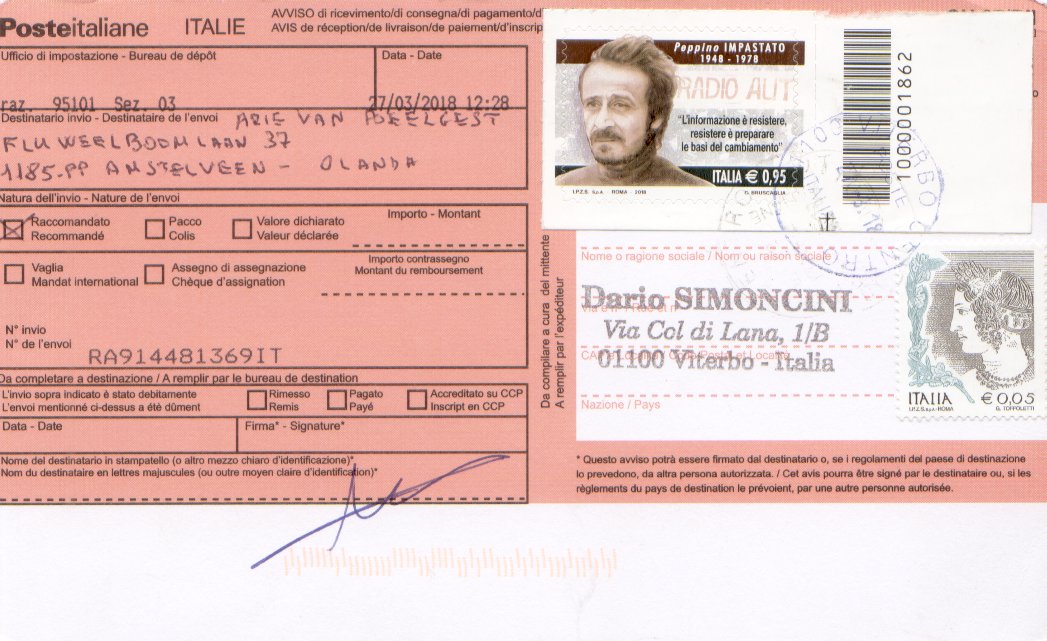 Posteitaliane ITALIE
AVVISO di ricevimento/di consegna/di pagamento/d
AVIS de réception/de livraison/de paiement/d'inscrip
Ufficio di impostazione - Bureau de dépôt
Data - Date
raz. 95101 Sez. 03
27/03/2018 12:28
Destinatario invio - Destinataire de l'envoi
ARIE VAN
FLUWEELBOOMLAAN 37
1185.PP AMSTELVEEN - OLANDA
Natura dell'invio - Nature de l'envoi
Raccomandato
Recommandé
Pacco
Colis
Valore dichiarato
Valeur déclarée
Importo - Montant
Vaglia
Mandat international
Assegno di assegnazione
Chèque d'assignation
Importo contrassegno
Montant du remboursement
N° invio
N° de l'envoi
RA914481369IT
Da completare a destinazione / A remplir par le bureau de destination
L'invio sopra indicato è stato debitamente
L'envoi mentionné ci-dessus a été dûment
Rimesso
Remis
Pagato
Payé
Accreditato su CCP
Inscript en CCP
Data - Date
Firma* - Signature*
Nome del destinatario in stampatello (o altro mezzo chiaro d'identificazione)*
Nom du destinataire en lettres majuscules (ou outre moyen claire d'identification)*
Da compilare a cura del mittente
A remplir par l'expéditeur
Peppino IMPASTATO
1948 - 1978
RADIO AUT
"L'informazione è resistere,
resistere è preparare
le basi del cambiamento"
ITALIA € 0,95
I.P.Z.S. S.p.A. - ROMA - 2018
G. BRUSCAGLIA
1000001862
Nome o ragione sociale / Nom ou raison sociale
Dario SIMONCINI
Via Col di Lana, 1/B
01100 Viterbo - Italia
Nazione / Pays
ITALIA € 0,05
I.P.Z.S. S.p.A.-ROMA
G. TOFFOLETTI
* Questo avviso potrà essere firmato dal destinatario o, se i regolamenti del paese di destinazione
lo prevedono, da altra persona autorizzata. / Cet avis pourra être signé par le destinataire ou, si les
règlements du pays de destination le prévoient, par une autre personne autorisée.